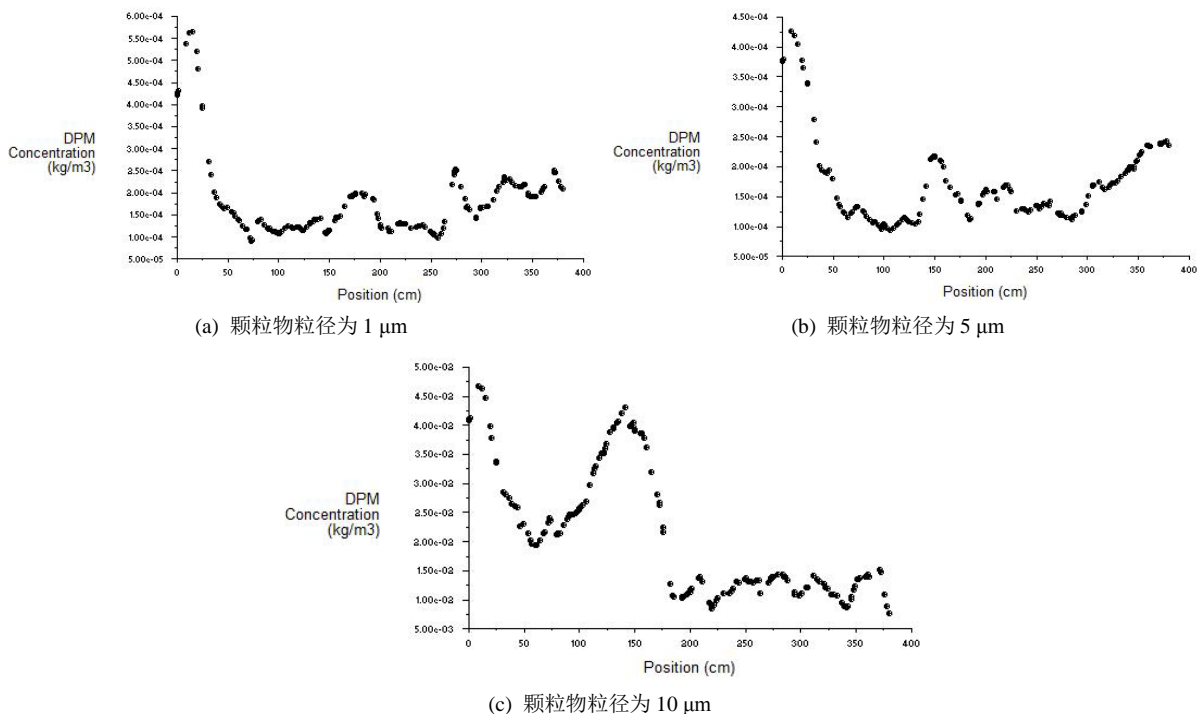 6.00e-04
5.50e-04
5.00e-04
4.50e-04
4.00e-04
3.50e-04
3.00e-04
2.50e-04
2.00e-04
1.50e-04
1.00e-04
5.00e-05
DPM
Concentration
(kg/m3)
0 50 100 150 200 250 300 350 400
Position (cm)
(a) 颗粒物粒径为 1 μm
4.50e-04
4.00e-04
3.50e-04
3.00e-04
2.50e-04
2.00e-04
1.50e-04
1.00e-04
5.00e-05
DPM
Concentration
(kg/m3)
0 50 100 150 200 250 300 350 400
Position (cm)
(b) 颗粒物粒径为 5 μm
5.00e-02
4.50e-02
4.00e-02
3.50e-02
3.00e-02
2.50e-02
2.00e-02
1.50e-02
1.00e-02
5.00e-03
DPM
Concentration
(kg/m3)
0 50 100 150 200 250 300 350 400
Position (cm)
(c) 颗粒物粒径为 10 μm